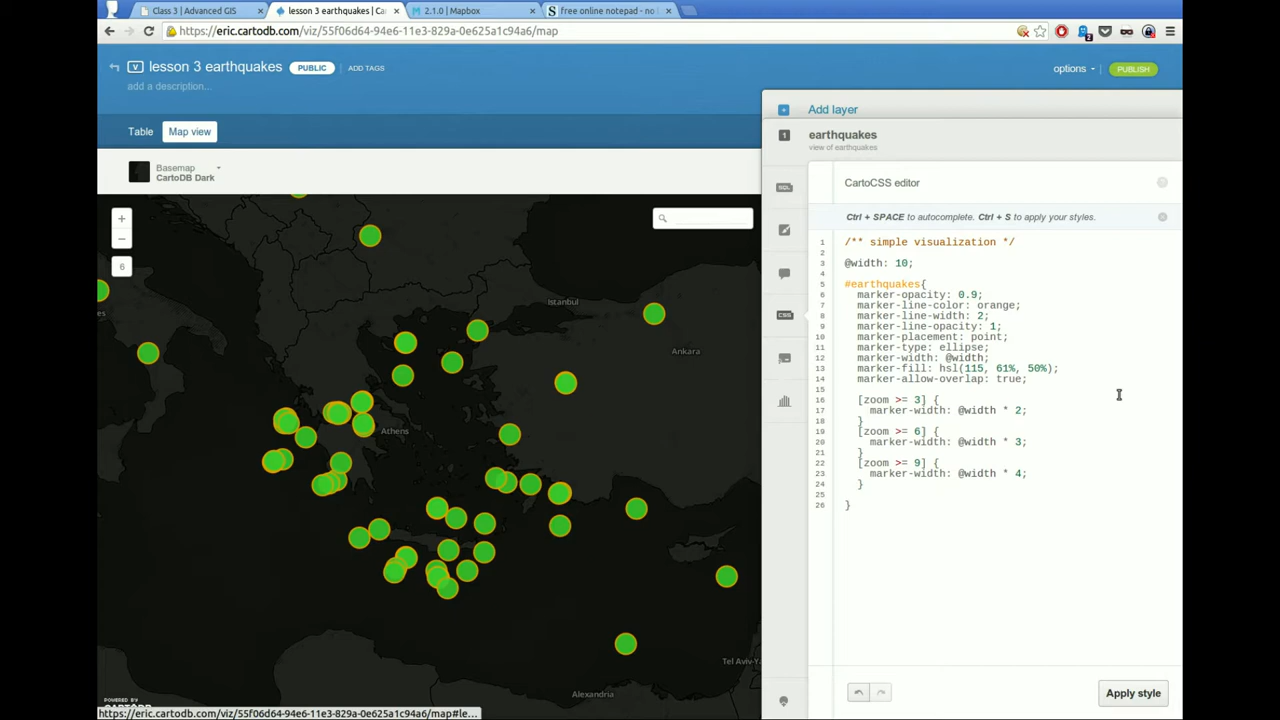 Class 3 | Advanced GIS
lesson 3 earthquakes | Ca
2.1.0 | Mapbox
free online notepad - no
https://eric.cartodb.com/viz/55f06d64-94e6-11e3-829a-0e625a1c94a6/map
2
V
lesson 3 earthquakes
PUBLIC
ADD TAGS
options
PUBLISH
add a description...
Table
Map view
Basemap
CartoDB Dark
+
−
6
Istanbul
Ankara
Athens
Tel Aviv-Ya
Alexandria
POWERED BY
https://eric.cartodb.com/viz/55f06d64-94e6-11e3-829a-0e625a1c94a6/map#le...
+
Add layer
1
earthquakes
view of earthquakes
SQL
CSS
CartoCSS editor
?
Ctrl + SPACE to autocomplete. Ctrl + S to apply your styles.
1 /** simple visualization */
2
3 @width: 10;
4
5 #earthquakes{
6 marker-opacity: 0.9;
7 marker-line-color: orange;
8 marker-line-width: 2;
9 marker-line-opacity: 1;
10 marker-placement: point;
11 marker-type: ellipse;
12 marker-width: @width;
13 marker-fill: hsl(115, 61%, 50%);
14 marker-allow-overlap: true;
15
16 [zoom >= 3] {
17 marker-width: @width * 2;
18 }
19 [zoom >= 6] {
20 marker-width: @width * 3;
21 }
22 [zoom >= 9] {
23 marker-width: @width * 4;
24 }
25
26 }
Apply style